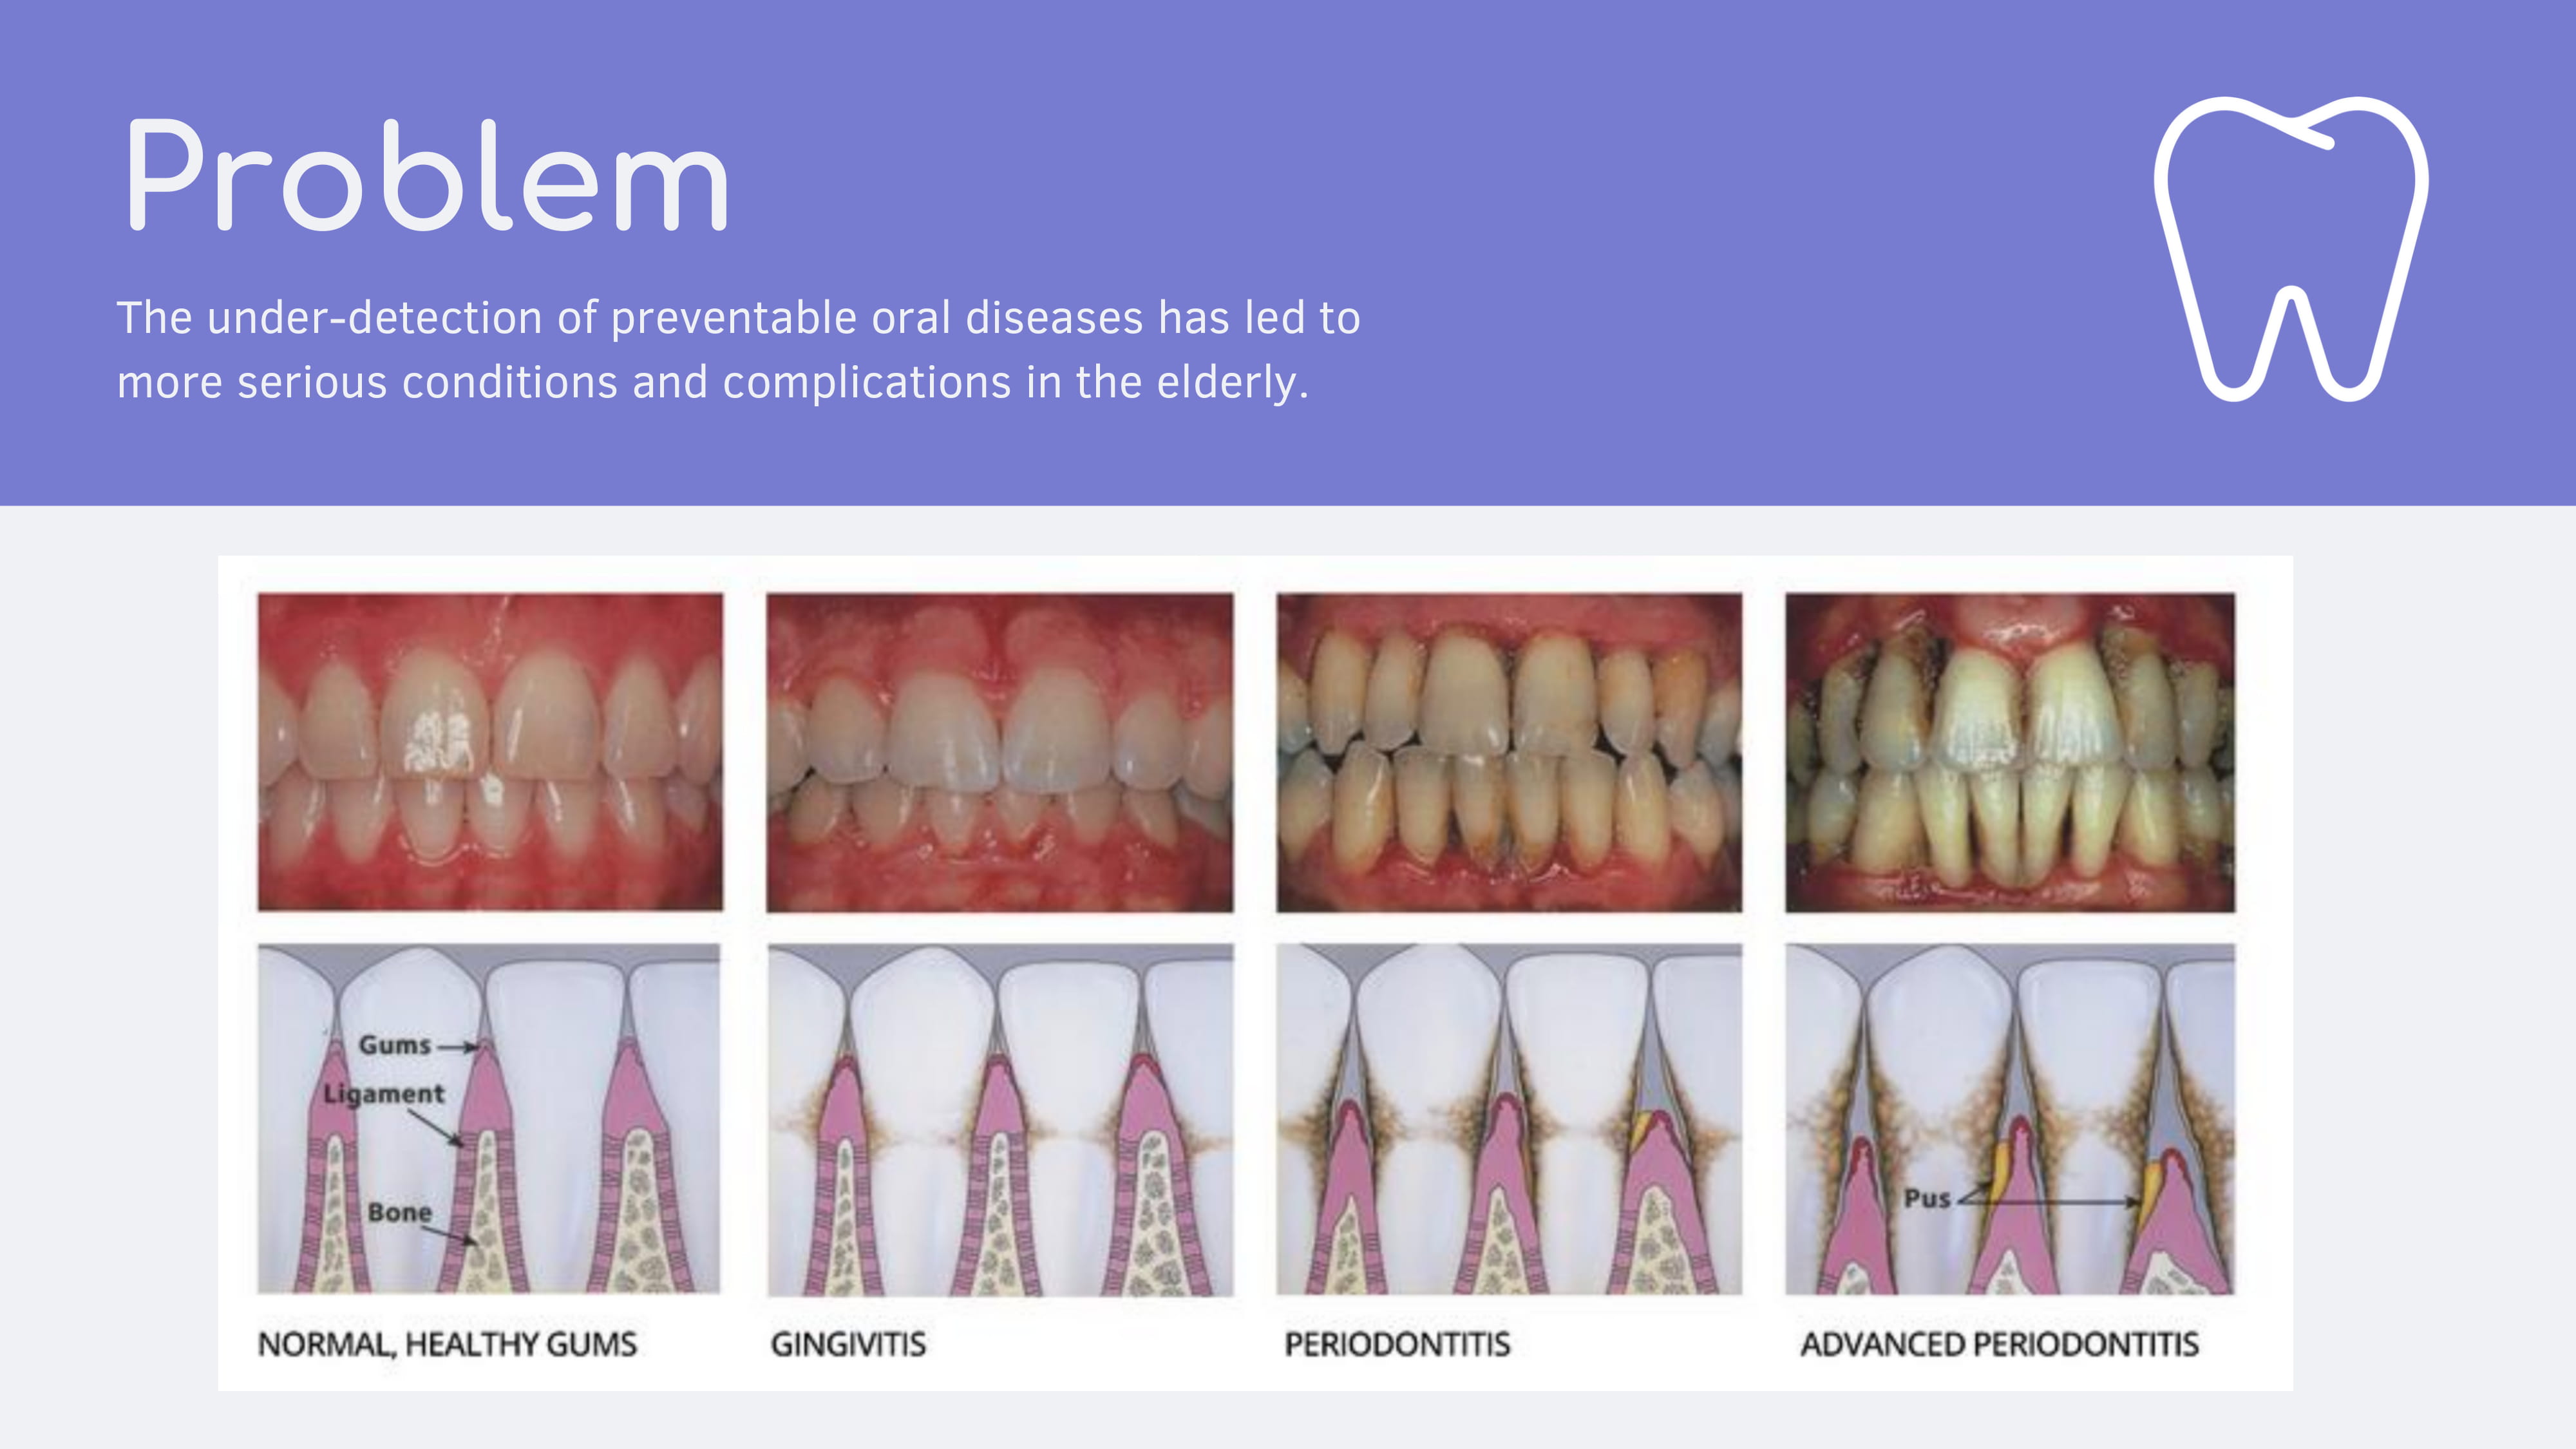 Problem
The under-detection of preventable oral diseases has led to
more serious conditions and complications in the elderly.
Gums
Ligament
Bone
Pus
NORMAL, HEALTHY GUMS
GINGIVITIS
PERIODONTITIS
ADVANCED PERIODONTITIS